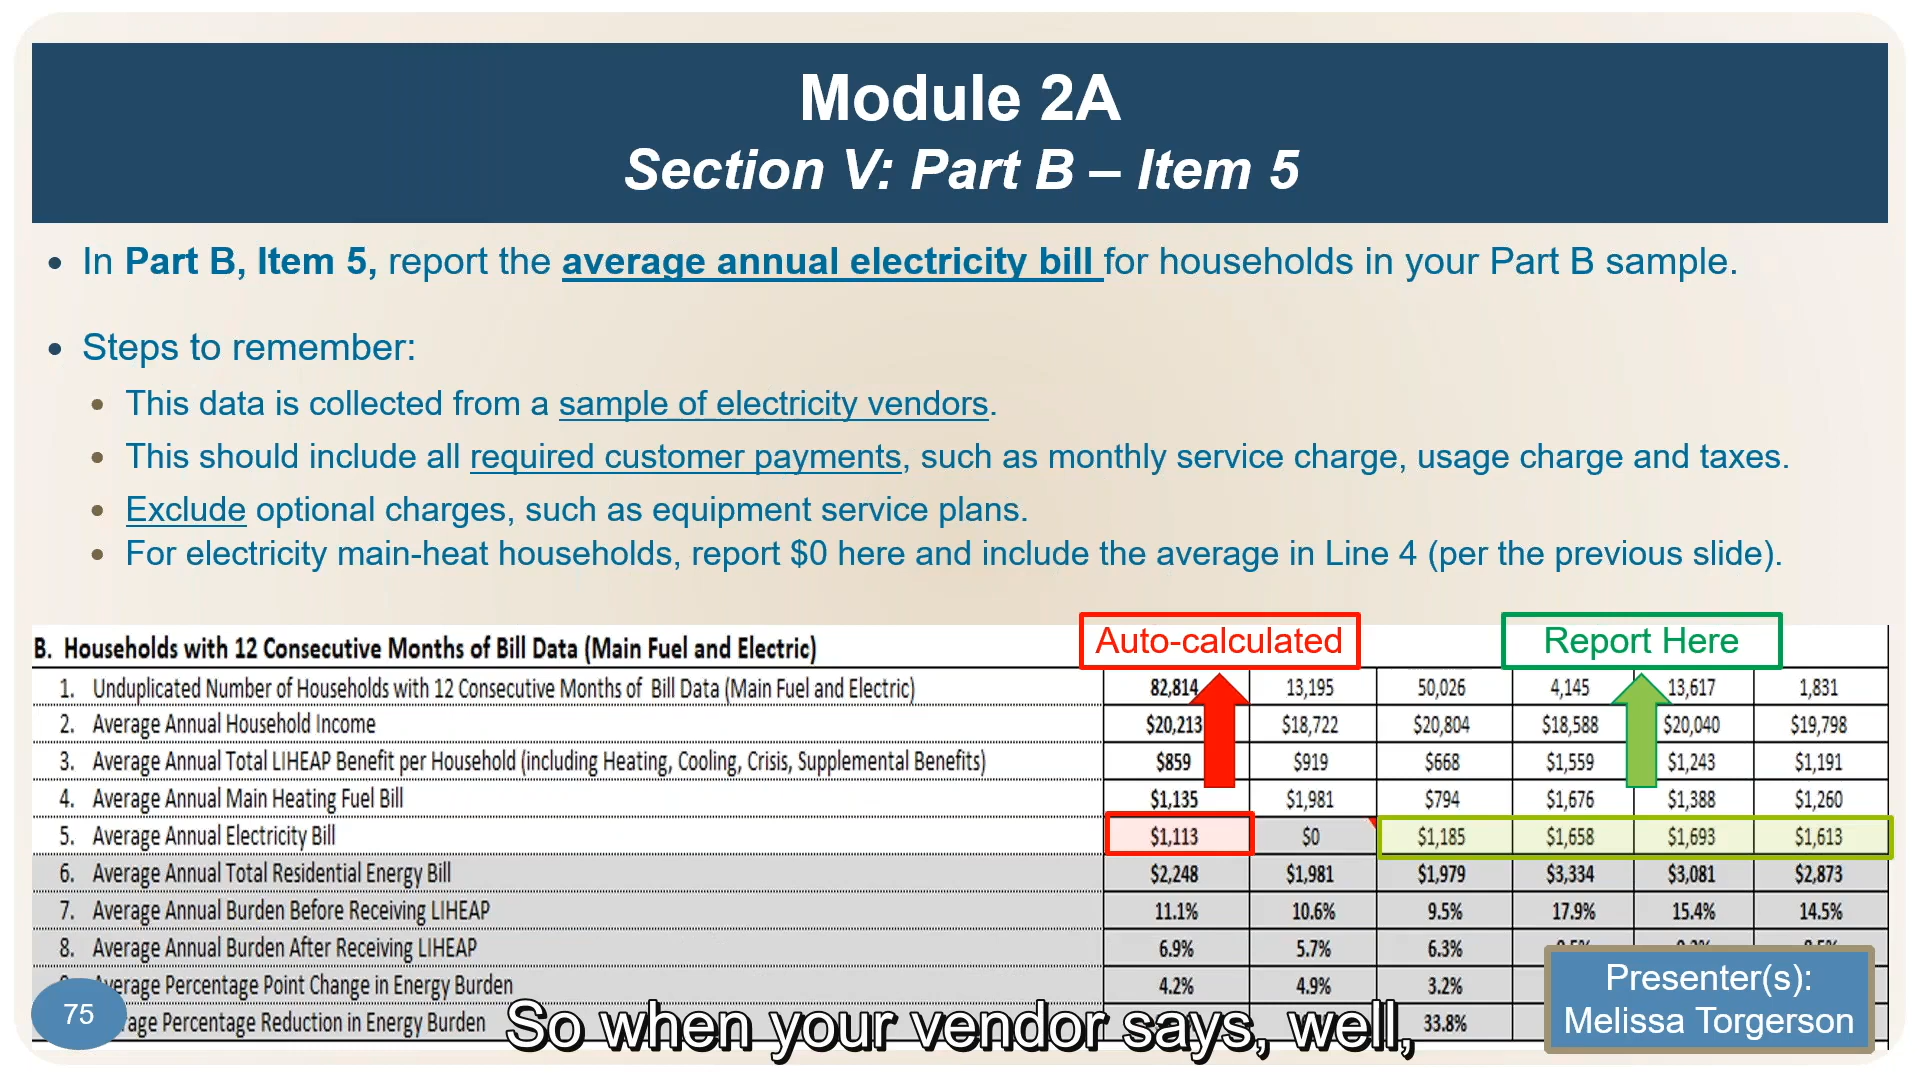 Module 2A
Section V: Part B – Item 5
• In Part B, Item 5, report the average annual electricity bill for households in your Part B sample.
• Steps to remember:
• This data is collected from a sample of electricity vendors.
• This should include all required customer payments, such as monthly service charge, usage charge and taxes.
• Exclude optional charges, such as equipment service plans.
• For electricity main-heat households, report $0 here and include the average in Line 4 (per the previous slide).
Auto-calculated Report Here
B. Households with 12 Consecutive Months of Bill Data (Main Fuel and Electric)
1. Unduplicated Number of Households with 12 Consecutive Months of Bill Data (Main Fuel and Electric) 82,814 13,195 50,026 4,145 13,617 1,831
2. Average Annual Household Income $20,213 $18,722 $20,804 $18,588 $20,040 $19,798
3. Average Annual Total LIHEAP Benefit per Household (including Heating, Cooling, Crisis, Supplemental Benefits) $859 $919 $668 $1,559 $1,243 $1,191
4. Average Annual Main Heating Fuel Bill $1,135 $1,981 $794 $1,676 $1,388 $1,260
5. Average Annual Electricity Bill $1,113 $0 $1,185 $1,658 $1,693 $1,613
6. Average Annual Total Residential Energy Bill $2,248 $1,981 $1,979 $3,334 $3,081 $2,873
7. Average Annual Burden Before Receiving LIHEAP 11.1% 10.6% 9.5% 17.9% 15.4% 14.5%
8. Average Annual Burden After Receiving LIHEAP 6.9% 5.7% 6.3%
Percentage Point Change in Energy Burden 4.2% 4.9% 3.2%
Percentage Reduction in Energy Burden 33.8%
75
So when your vendor says, well,
Presenter(s):
Melissa Torgerson